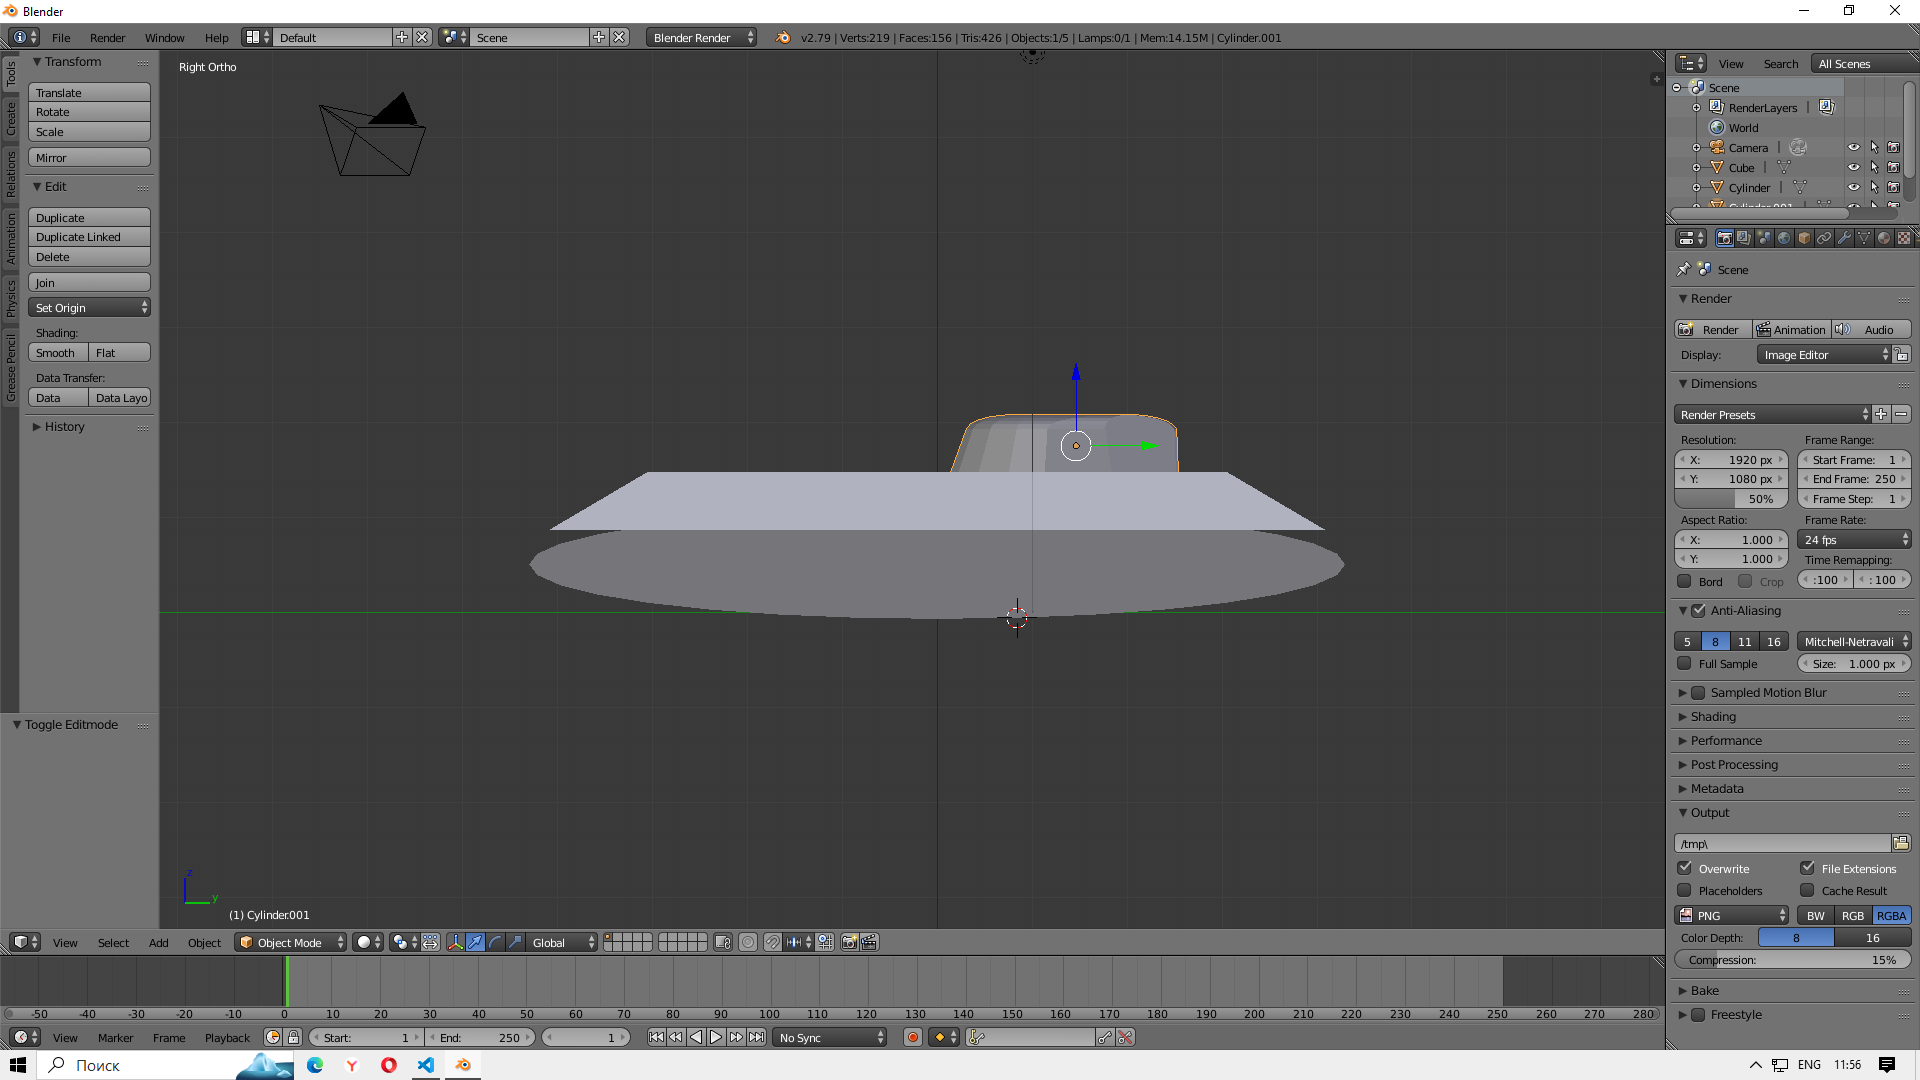 Blender
File Render Window Help Default Scene Blender Render v2.79 | Verts:219 | Faces:156 | Tris:426 | Objects:1/5 | Lamps:0/1 | Mem:14.15M | Cylinder.001
Tools
Create
Relations
Animation
Physics
Grease Pencil
Transform
Translate
Rotate
Scale
Mirror
Edit
Duplicate
Duplicate Linked
Delete
Join
Set Origin
Shading:
Smooth Flat
Data Transfer:
Data Data Layo
History
Toggle Editmode
Right Ortho
z
y
(1) Cylinder.001
View Search All Scenes
Scene
RenderLayers |
World
Camera |
Cube |
Cylinder |
Cylinder.001
Scene
Render
Render Animation Audio
Display: Image Editor
Dimensions
Render Presets
Resolution: Frame Range:
X: 1920 px Start Frame: 1
Y: 1080 px End Frame: 250
50% Frame Step: 1
Aspect Ratio: Frame Rate:
X: 1.000 24 fps
Y: 1.000 Time Remapping:
Bord Crop :100 : 100
Anti-Aliasing
5 8 11 16 Mitchell-Netravali
Full Sample Size: 1.000 px
Sampled Motion Blur
Shading
Performance
Post Processing
Metadata
Output
/tmp\
Overwrite File Extensions
Placeholders Cache Result
PNG BW RGB RGBA
Color Depth: 8 16
Compression: 15%
Bake
Freestyle
View Select Add Object Object Mode Global
-50 -40 -30 -20 -10 0 10 20 30 40 50 60 70 80 90 100 110 120 130 140 150 160 170 180 190 200 210 220 230 240 250 260 270 280
View Marker Frame Playback Start: 1 End: 250 1 No Sync
Поиск ENG 11:56